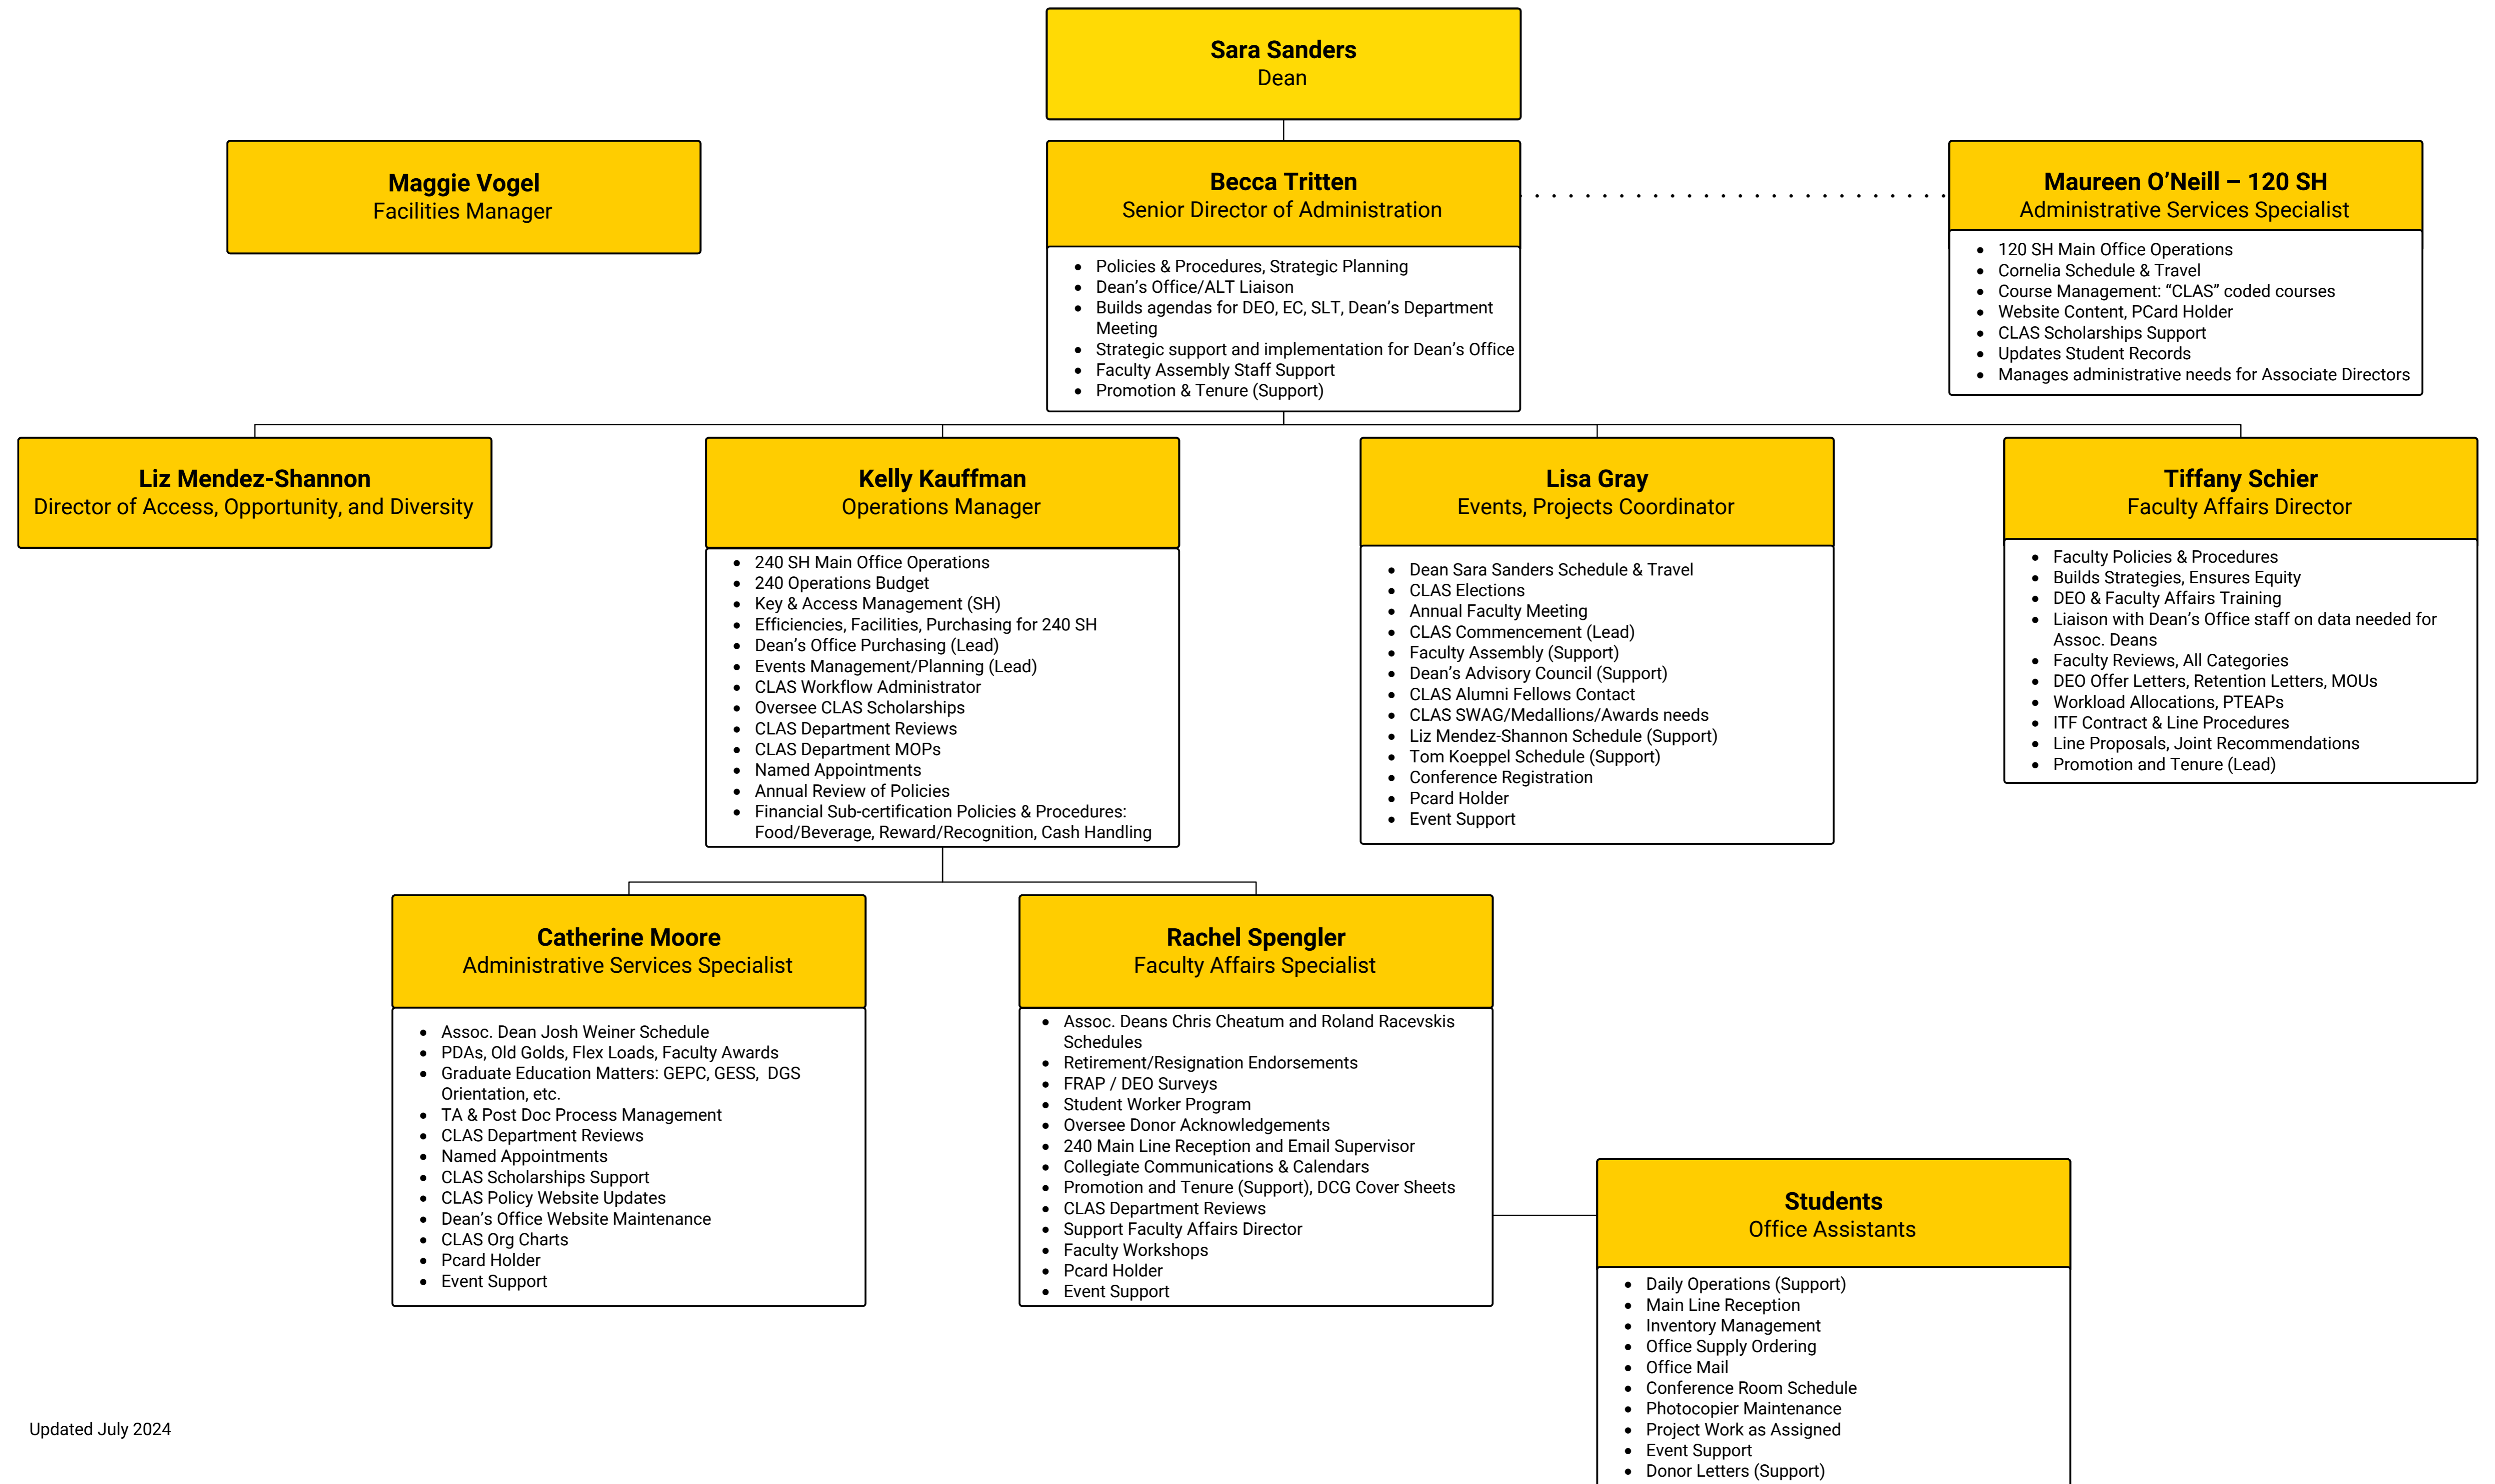 Sara Sanders
Dean
Maggie Vogel
Facilities Manager
Becca Tritten
Senior Director of Administration
• Policies & Procedures, Strategic Planning
• Dean’s Office/ALT Liaison
• Builds agendas for DEO, EC, SLT, Dean’s Department
Meeting
• Strategic support and implementation for Dean’s Office
• Faculty Assembly Staff Support
• Promotion & Tenure (Support)
Maureen O’Neill – 120 SH
Administrative Services Specialist
• 120 SH Main Office Operations
• Cornelia Schedule & Travel
• Course Management: “CLAS” coded courses
• Website Content, PCard Holder
• CLAS Scholarships Support
• Updates Student Records
• Manages administrative needs for Associate Directors
Liz Mendez-Shannon
Director of Access, Opportunity, and Diversity
Kelly Kauffman
Operations Manager
• 240 SH Main Office Operations
• 240 Operations Budget
• Key & Access Management (SH)
• Efficiencies, Facilities, Purchasing for 240 SH
• Dean’s Office Purchasing (Lead)
• Events Management/Planning (Lead)
• CLAS Workflow Administrator
• Oversee CLAS Scholarships
• CLAS Department Reviews
• CLAS Department MOPs
• Named Appointments
• Annual Review of Policies
• Financial Sub-certification Policies & Procedures:
Food/Beverage, Reward/Recognition, Cash Handling
Lisa Gray
Events, Projects Coordinator
• Dean Sara Sanders Schedule & Travel
• CLAS Elections
• Annual Faculty Meeting
• CLAS Commencement (Lead)
• Faculty Assembly (Support)
• Dean’s Advisory Council (Support)
• CLAS Alumni Fellows Contact
• CLAS SWAG/Medallions/Awards needs
• Liz Mendez-Shannon Schedule (Support)
• Tom Koeppel Schedule (Support)
• Conference Registration
• Pcard Holder
• Event Support
Tiffany Schier
Faculty Affairs Director
• Faculty Policies & Procedures
• Builds Strategies, Ensures Equity
• DEO & Faculty Affairs Training
• Liaison with Dean’s Office staff on data needed for
Assoc. Deans
• Faculty Reviews, All Categories
• DEO Offer Letters, Retention Letters, MOUs
• Workload Allocations, PTEAPs
• ITF Contract & Line Procedures
• Line Proposals, Joint Recommendations
• Promotion and Tenure (Lead)
Catherine Moore
Administrative Services Specialist
• Assoc. Dean Josh Weiner Schedule
• PDAs, Old Golds, Flex Loads, Faculty Awards
• Graduate Education Matters: GEPC, GESS, DGS
Orientation, etc.
• TA & Post Doc Process Management
• CLAS Department Reviews
• Named Appointments
• CLAS Scholarships Support
• CLAS Policy Website Updates
• Dean’s Office Website Maintenance
• CLAS Org Charts
• Pcard Holder
• Event Support
Rachel Spengler
Faculty Affairs Specialist
• Assoc. Deans Chris Cheatum and Roland Racevskis
Schedules
• Retirement/Resignation Endorsements
• FRAP / DEO Surveys
• Student Worker Program
• Oversee Donor Acknowledgements
• 240 Main Line Reception and Email Supervisor
• Collegiate Communications & Calendars
• Promotion and Tenure (Support), DCG Cover Sheets
• CLAS Department Reviews
• Support Faculty Affairs Director
• Faculty Workshops
• Pcard Holder
• Event Support
Students
Office Assistants
• Daily Operations (Support)
• Main Line Reception
• Inventory Management
• Office Supply Ordering
• Office Mail
• Conference Room Schedule
• Photocopier Maintenance
• Project Work as Assigned
• Event Support
• Donor Letters (Support)
Updated July 2024